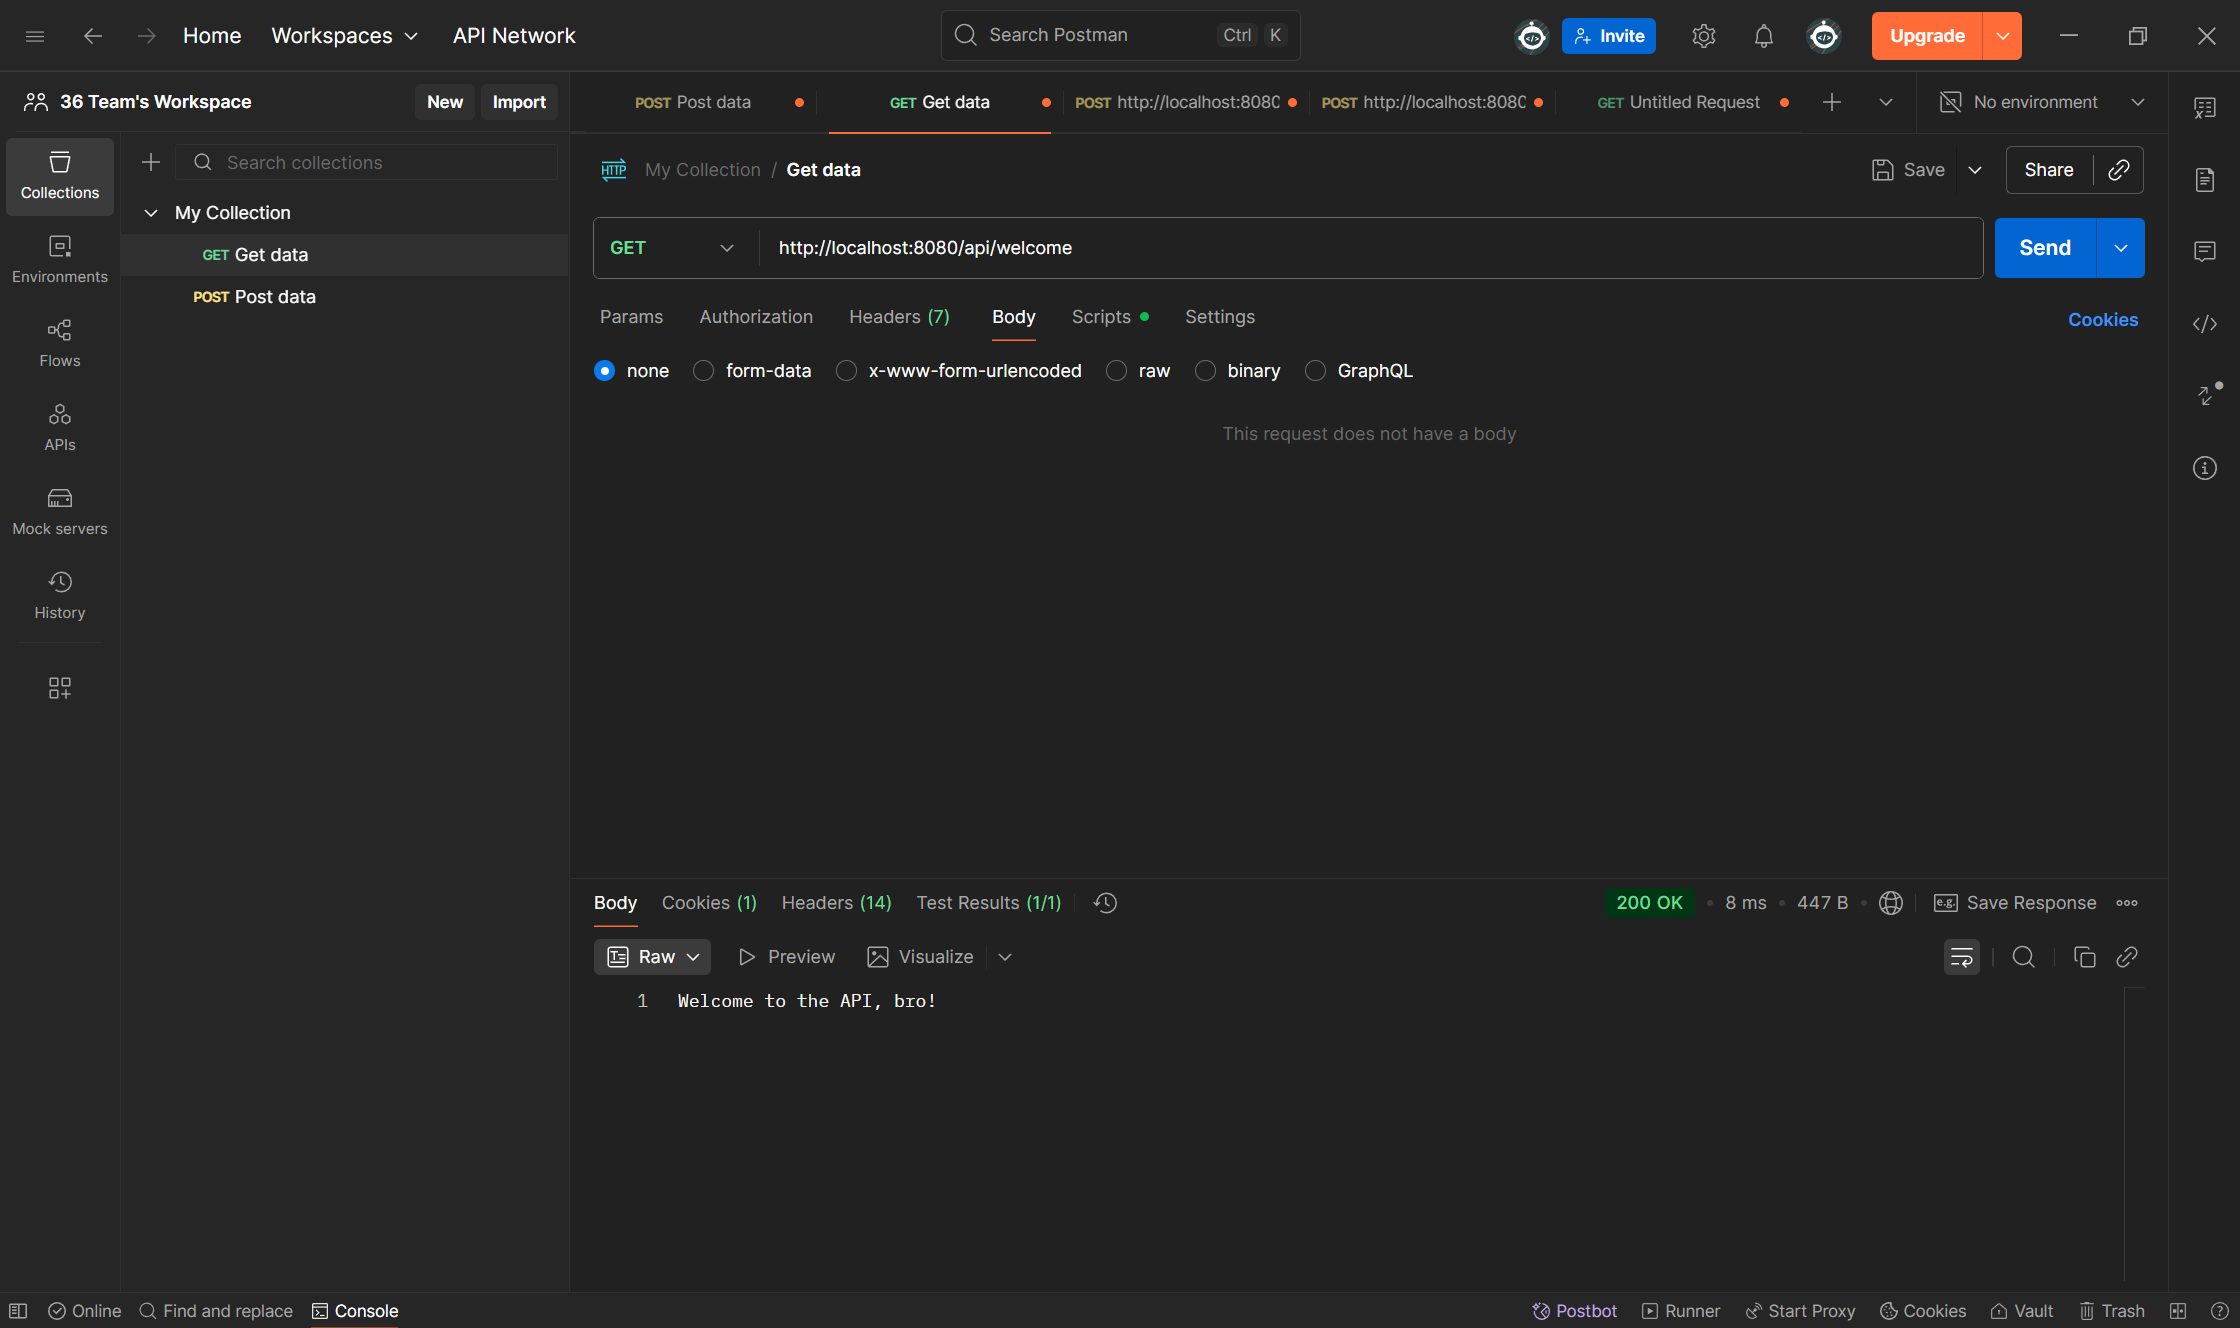 Home Workspaces API Network Search Postman Ctrl K Invite Upgrade
36 Team's Workspace New Import POST Post data GET Get data POST http://localhost:8080 POST http://localhost:8080 GET Untitled Request No environment
Collections
Search collections
HTTP My Collection / Get data Save Share
My Collection
GET Get data
POST Post data
GET http://localhost:8080/api/welcome Send
Environments
Flows
APIs
Mock servers
History
Params Authorization Headers (7) Body Scripts Settings Cookies
none form-data x-www-form-urlencoded raw binary GraphQL
This request does not have a body
Body Cookies (1) Headers (14) Test Results (1/1) 200 OK • 8 ms • 447 B • e.g. Save Response
Raw Preview Visualize
1 Welcome to the API, bro!
Online Find and replace Console Postbot Runner Start Proxy Cookies Vault Trash